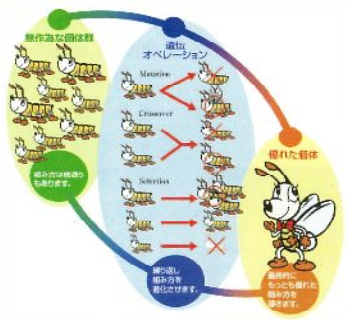 無作為な個体群
組み方は幾通り
もあります。
遺伝
オペレーション
Mutation
Crossover
Selection
繰り返し
組み方を
進化させます。
優れた個体
最終的に
もっとも優れた
組み方を
導きます。